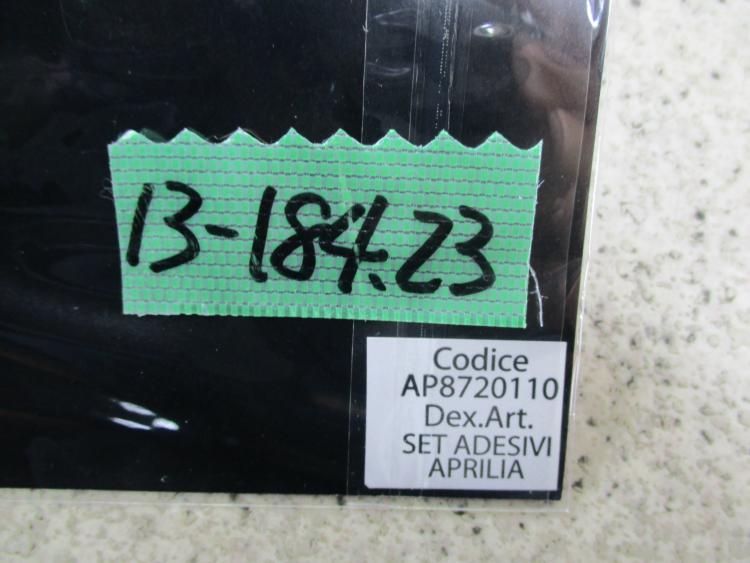 13-184.23
Codice
AP8720110
Dex.Art.
SET ADESIVI
APRILIA